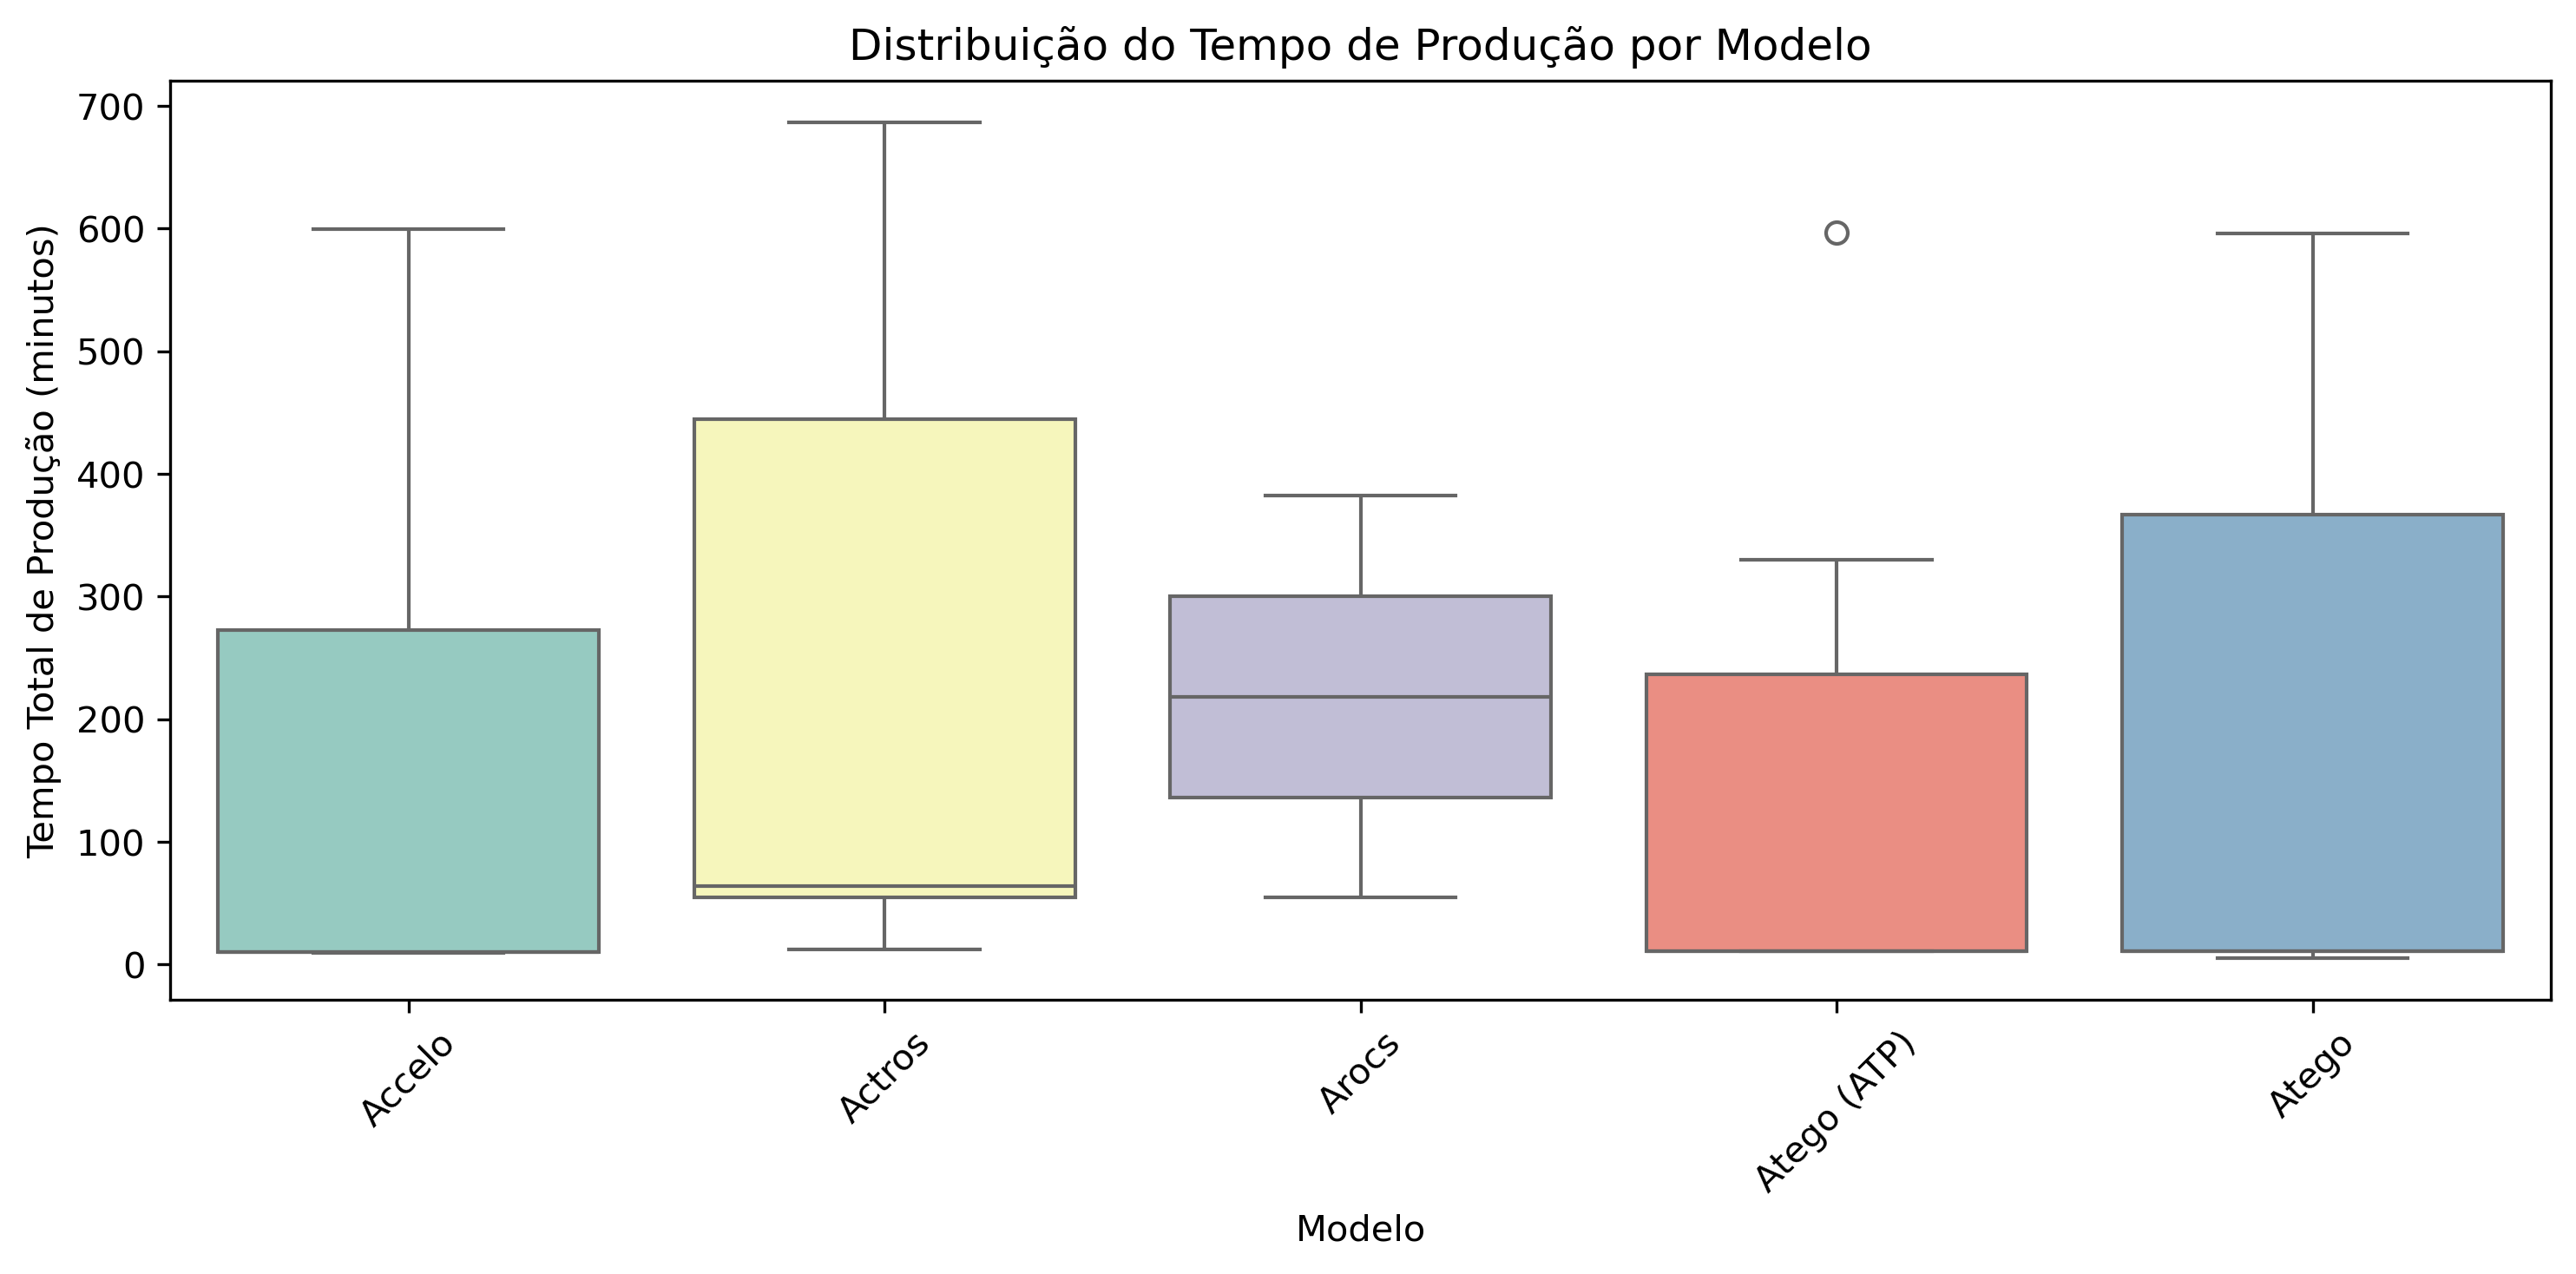 Distribuição do Tempo de Produção por Modelo
Tempo Total de Produção (minutos)
700
600
500
400
300
200
100
0
Accelo
Actros
Arocs
Atego (ATP)
Atego
Modelo